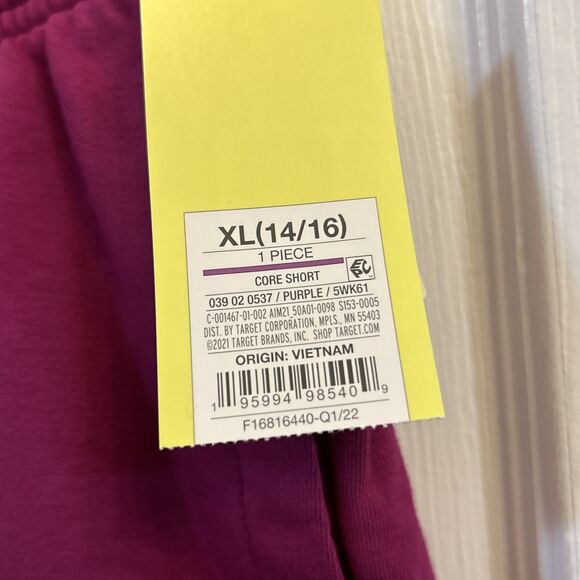 XL(14/16)
1 PIECE
CORE SHORT
039 02 0537 / PURPLE / 5WK61
C-001467-01-002 AIM21_50A01-0098 S153-0005
DIST. BY TARGET CORPORATION, MPLS., MN 55403
©2021 TARGET BRANDS, INC. SHOP TARGET.COM
ORIGIN: VIETNAM
1 95994 98540 9
F16816440-Q1/22